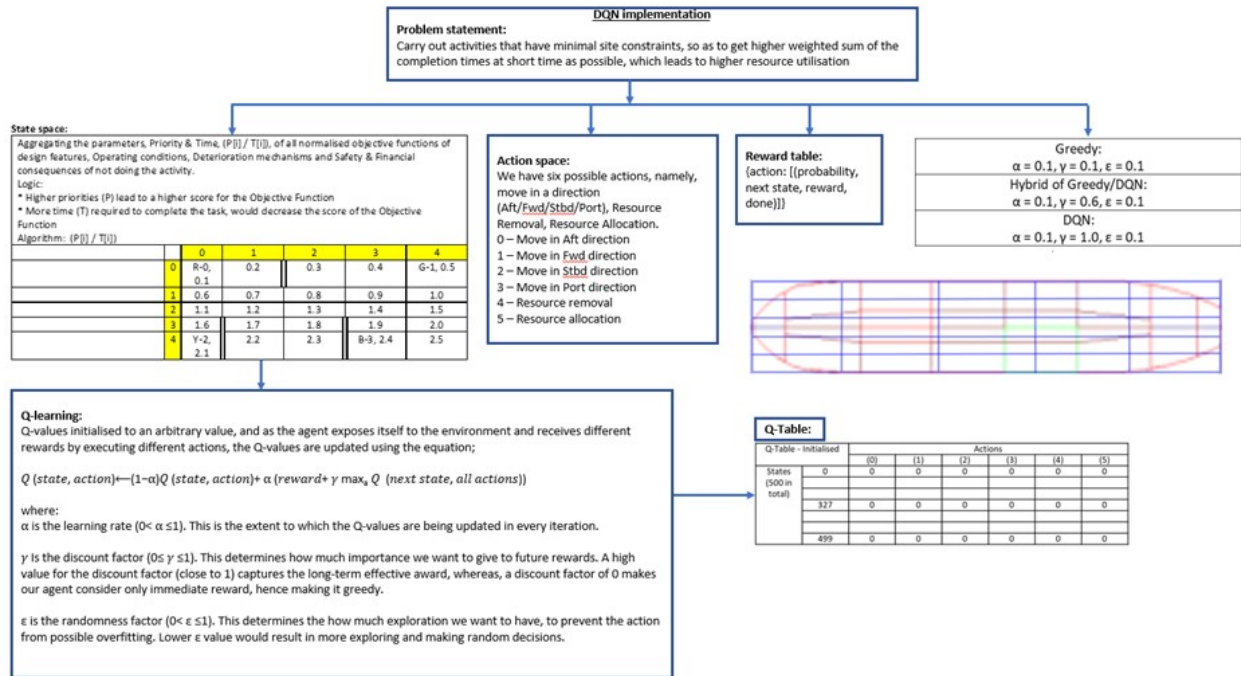 DQN implementation
Problem statement:
Carry out activities that have minimal site constraints, so as to get higher weighted sum of the
completion times at short time as possible, which leads to higher resource utilisation
State space:
Aggregating the parameters, Priority & Time, (P[i] / T[i]), of all normalised objective functions of
design features, Operating conditions, Deterioration mechanisms and Safety & Financial
consequences of not doing the activity.
Logic:
* Higher priorities (P) lead to a higher score for the Objective Function
* More time (T) required to complete the task, would decrease the score of the Objective
Function
Algorithm: (P[i] / T[i])
0 1 2 3 4
0 R-0, 0.2 0.3 0.4 G-1, 0.5
0.1
1 0.6 0.7 0.8 0.9 1.0
2 1.1 1.2 1.3 1.4 1.5
3 1.6 1.7 1.8 1.9 2.0
4 Y-2, 2.2 2.3 B-3, 2.4 2.5
2.1
Action space:
We have six possible actions, namely,
move in a direction
(Aft/Fwd/Stbd/Port), Resource
Removal, Resource Allocation.
0 – Move in Aft direction
1 – Move in Fwd direction
2 – Move in Stbd direction
3 – Move in Port direction
4 – Resource removal
5 – Resource allocation
Reward table:
{action: [(probability,
next state, reward,
done)]}
Greedy:
α = 0.1, γ = 0.1, ε = 0.1
Hybrid of Greedy/DQN:
α = 0.1, γ = 0.6, ε = 0.1
DQN:
α = 0.1, γ = 1.0, ε = 0.1
Q-learning:
Q-values initialised to an arbitrary value, and as the agent exposes itself to the environment and receives different
rewards by executing different actions, the Q-values are updated using the equation;
Q (state, action)⟵(1−α)Q (state, action)+ α (reward+ γ maxₐ Q (next state, all actions))
where:
α is the learning rate (0< α ≤1). This is the extent to which the Q-values are being updated in every iteration.
γ Is the discount factor (0≤ γ ≤1). This determines how much importance we want to give to future rewards. A high
value for the discount factor (close to 1) captures the long-term effective award, whereas, a discount factor of 0 makes
our agent consider only immediate reward, hence making it greedy.
ε is the randomness factor (0< ε ≤1). This determines the how much exploration we want to have, to prevent the action
from possible overfitting. Lower ε value would result in more exploring and making random decisions.
Q-Table:
Q-Table - Initialised Actions
(0) (1) (2) (3) (4) (5)
States 0 0 0 0 0 0 0
(500 in
total)
327 0 0 0 0 0 0
499 0 0 0 0 0 0